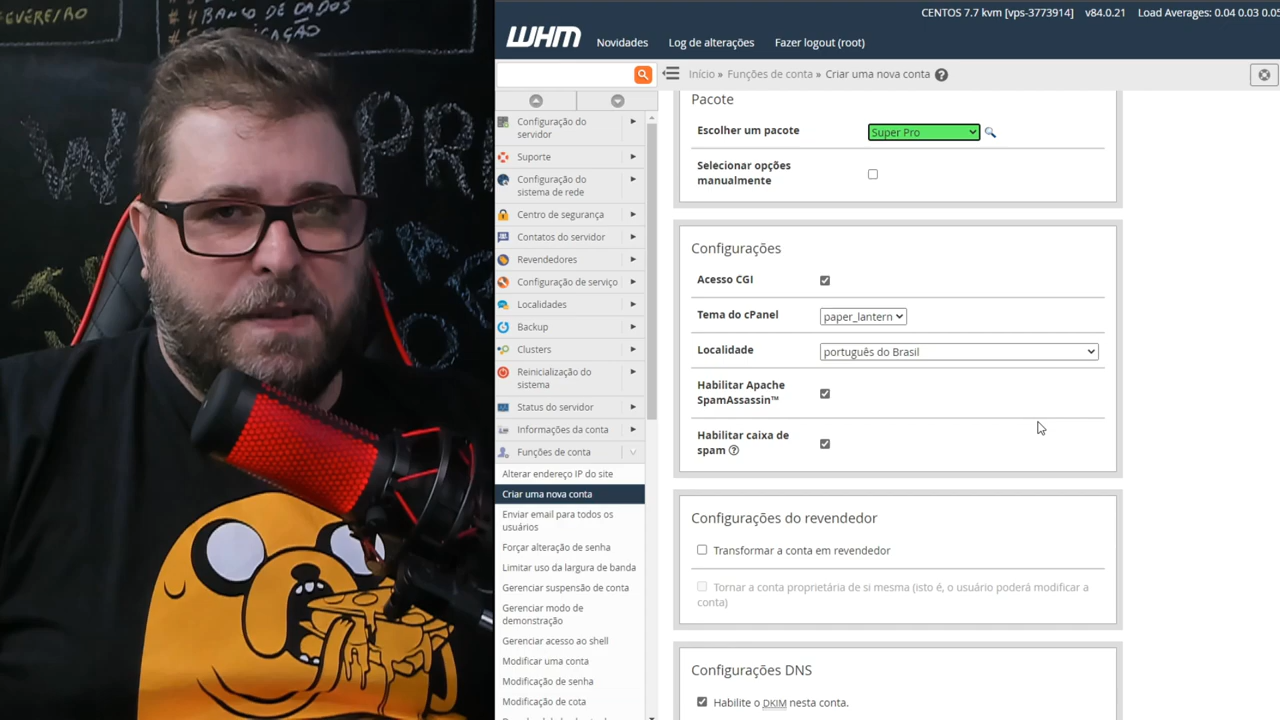 FEVEREIRO
#4 BANCO DE DADOS
WHM
Novidades
Log de alterações
Fazer logout (root)
CENTOS 7.7 kvm [vps-3773914]
v84.0.21
Load Averages: 0.04 0.03 0.05
Início » Funções de conta » Criar uma nova conta
Configuração do
servidor
Suporte
Configuração do
sistema de rede
Centro de segurança
Contatos do servidor
Revendedores
Configuração de serviço
Localidades
Backup
Clusters
Reinicialização do
sistema
Status do servidor
Informações da conta
Funções de conta
Alterar endereço IP do site
Criar uma nova conta
Enviar email para todos os
usuários
Forçar alteração de senha
Limitar uso da largura de banda
Gerenciar suspensão de conta
Gerenciar modo de
demonstração
Gerenciar acesso ao shell
Modificar uma conta
Modificação de senha
Modificação de cota
Pacote
Escolher um pacote
Super Pro
Selecionar opções
manualmente
Configurações
Acesso CGI
Tema do cPanel
paper_lantern
Localidade
português do Brasil
Habilitar Apache
SpamAssassin™
Habilitar caixa de
spam
Configurações do revendedor
Transformar a conta em revendedor
Tornar a conta proprietária de si mesma (isto é, o usuário poderá modificar a
conta)
Configurações DNS
Habilite o DKIM nesta conta.